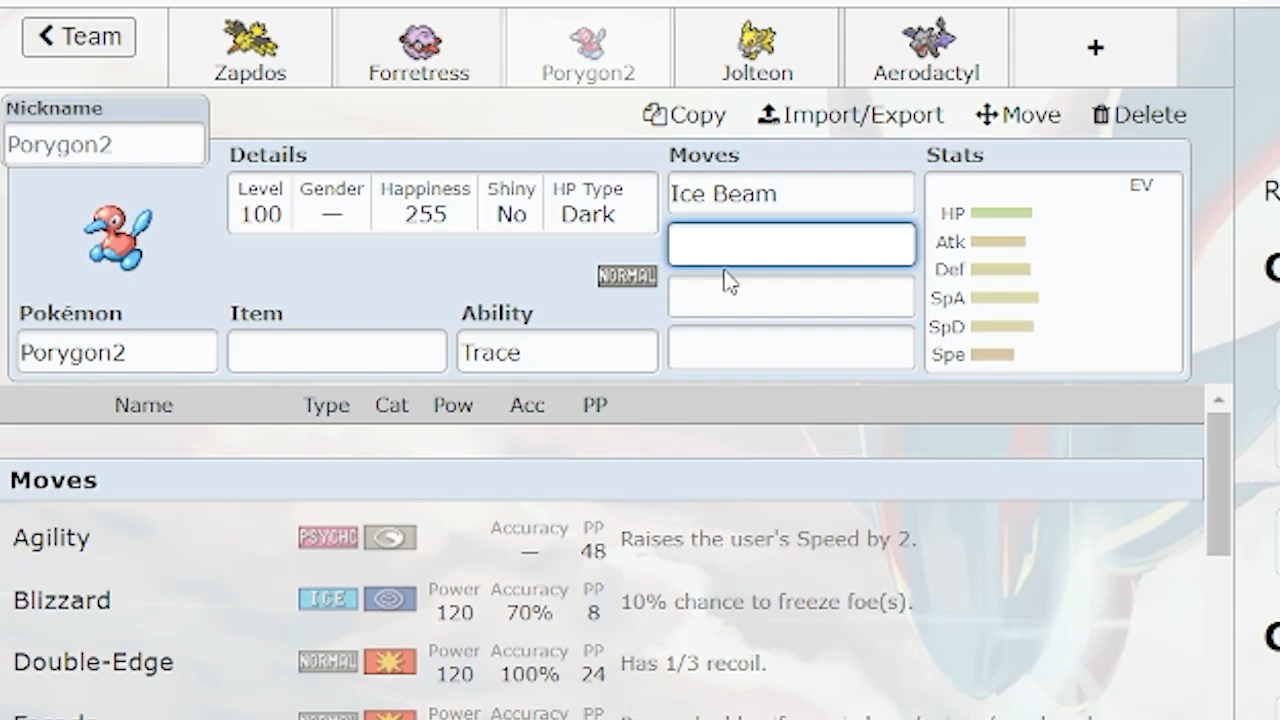 Team
Zapdos
Forretress
Porygon2
Jolteon
Aerodactyl
+
Nickname
Porygon2
Copy
Import/Export
Move
Delete
Details
Level
100
Gender
—
Happiness
255
Shiny
No
HP Type
Dark
NORMAL
Pokémon
Porygon2
Item
Ability
Trace
Moves
Ice Beam
Stats
EV
HP
Atk
Def
SpA
SpD
Spe
Name Type Cat Pow Acc PP
Moves
Agility PSYCHC Accuracy — PP 48 Raises the user's Speed by 2.
Blizzard ICE Power 120 Accuracy 70% PP 8 10% chance to freeze foe(s).
Double-Edge NORMAL Power 120 Accuracy 100% PP 24 Has 1/3 recoil.
NORMAL Power Accuracy PP